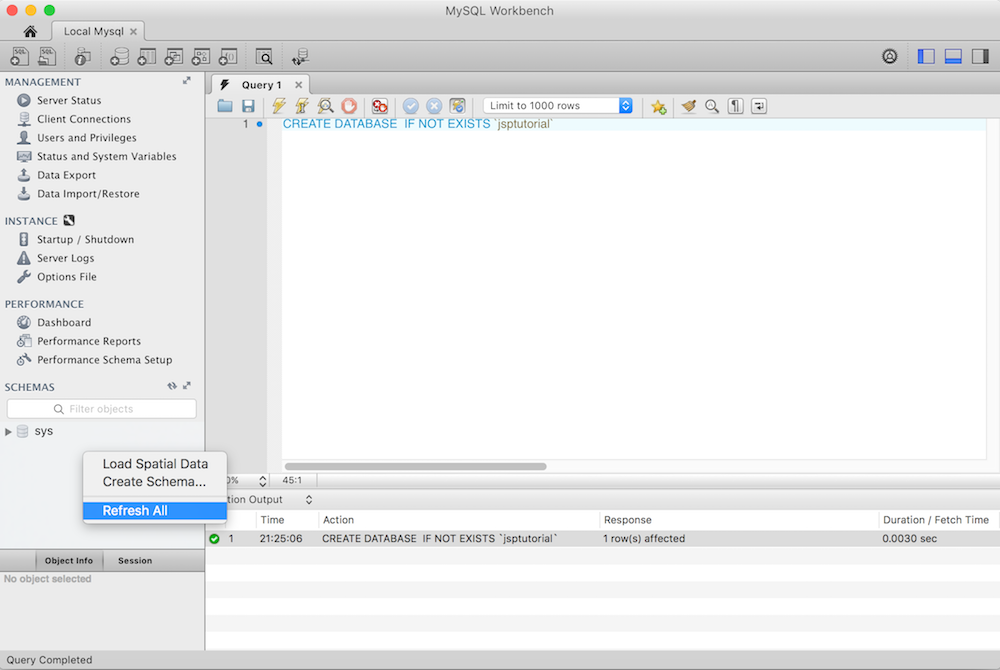 MySQL Workbench
Local Mysql
MANAGEMENT
Server Status
Client Connections
Users and Privileges
Status and System Variables
Data Export
Data Import/Restore
INSTANCE
Startup / Shutdown
Server Logs
Options File
PERFORMANCE
Dashboard
Performance Reports
Performance Schema Setup
SCHEMAS
Filter objects
sys
Load Spatial Data
Create Schema...
Refresh All
Object Info Session
No object selected
Query 1
Limit to 1000 rows
1 CREATE DATABASE  IF NOT EXISTS `jsptutorial`
0% 45:1
tion Output
Time Action Response Duration / Fetch Time
1 21:25:06 CREATE DATABASE  IF NOT EXISTS `jsptutorial` 1 row(s) affected 0.0030 sec
Query Completed